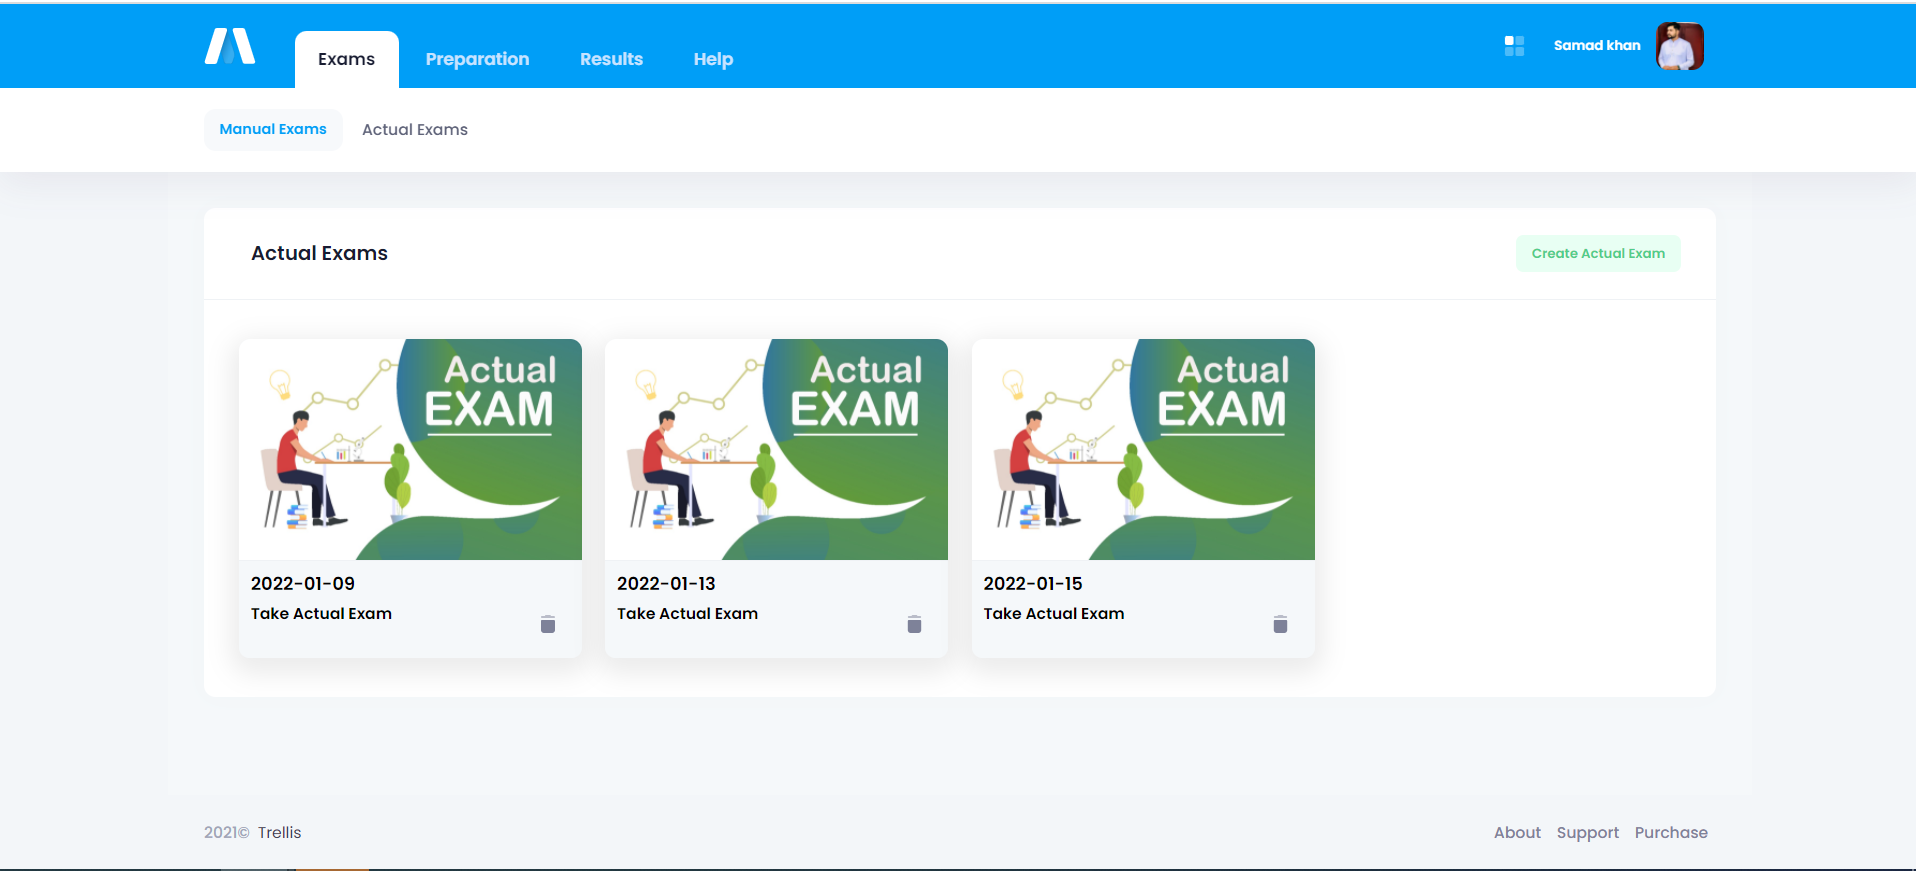 Exams Preparation Results Help Samad khan
Manual Exams Actual Exams
Actual Exams Create Actual Exam
Actual
EXAM
Actual
EXAM
Actual
EXAM
2022-01-09
Take Actual Exam
2022-01-13
Take Actual Exam
2022-01-15
Take Actual Exam
2021© Trellis About Support Purchase